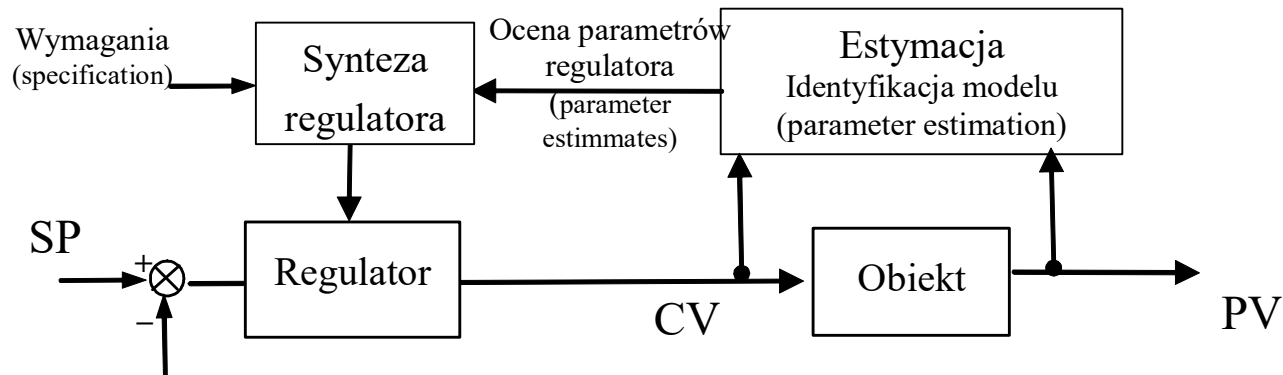 Wymagania
(specification)
Synteza
regulatora
Ocena parametrów
regulatora
(parameter
estimmates)
Estymacja
Identyfikacja modelu
(parameter estimation)
SP
+
−
Regulator
CV
Obiekt
PV